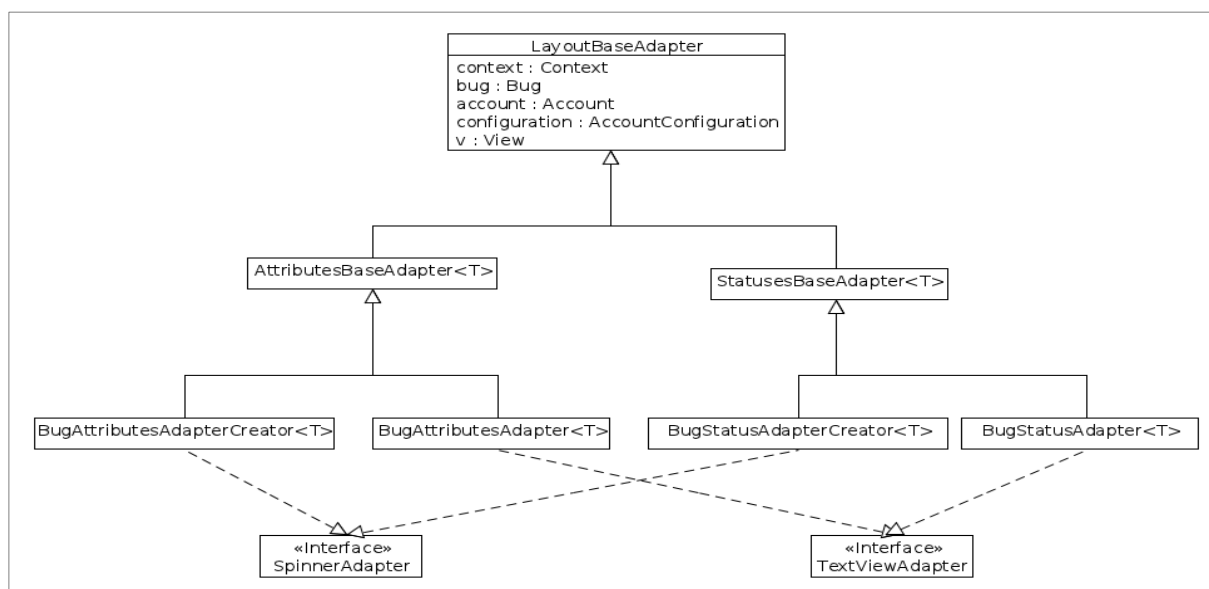 LayoutBaseAdapter
context : Context
bug : Bug
account : Account
configuration : AccountConfiguration
v : View
AttributesBaseAdapter<T>
StatusesBaseAdapter<T>
BugAttributesAdapterCreator<T>
BugAttributesAdapter<T>
BugStatusAdapterCreator<T>
BugStatusAdapter<T>
«Interface»
SpinnerAdapter
«Interface»
TextViewAdapter